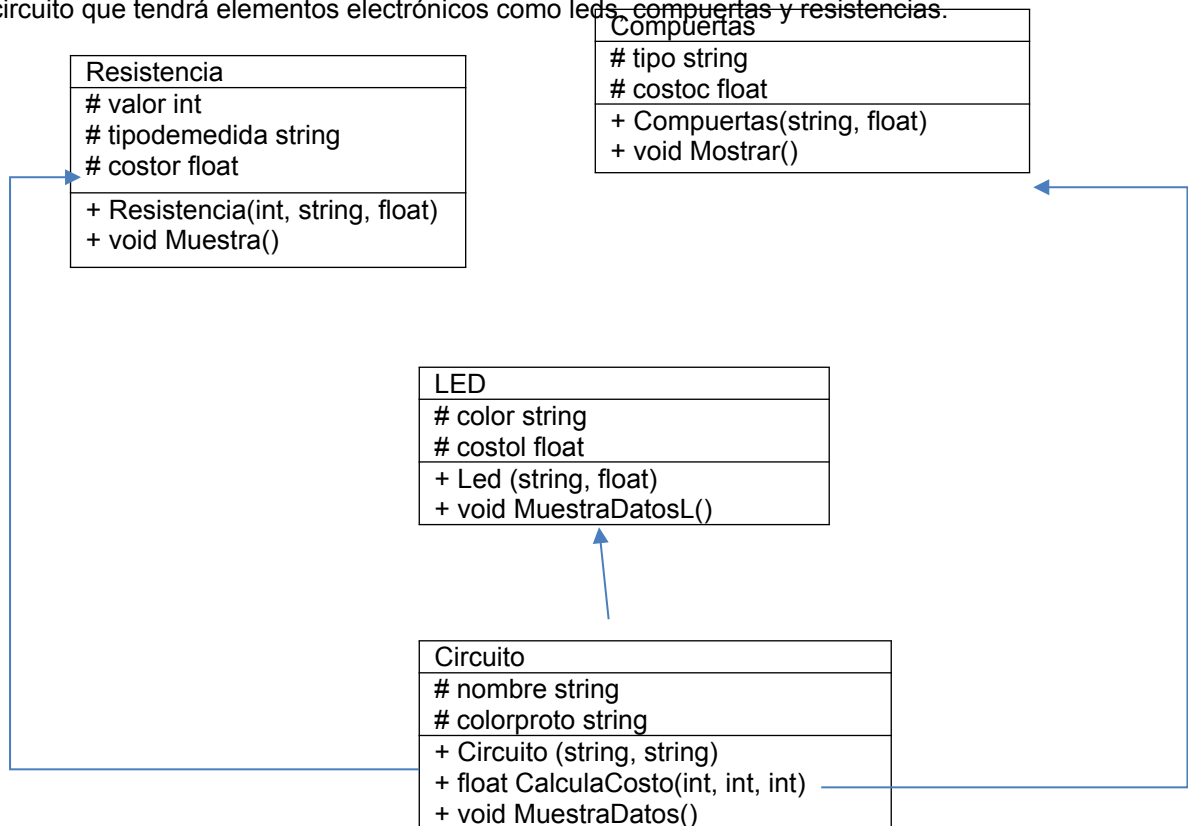 circuito que tendrá elementos electrónicos como leds, compuertas y resistencias.
Compuertas
# tipo string
# costoc float
+ Compuertas(string, float)
+ void Mostrar()
Resistencia
# valor int
# tipodemedida string
# costor float
+ Resistencia(int, string, float)
+ void Muestra()
LED
# color string
# costol float
+ Led (string, float)
+ void MuestraDatosL()
Circuito
# nombre string
# colorproto string
+ Circuito (string, string)
+ float CalculaCosto(int, int, int)
+ void MuestraDatos()